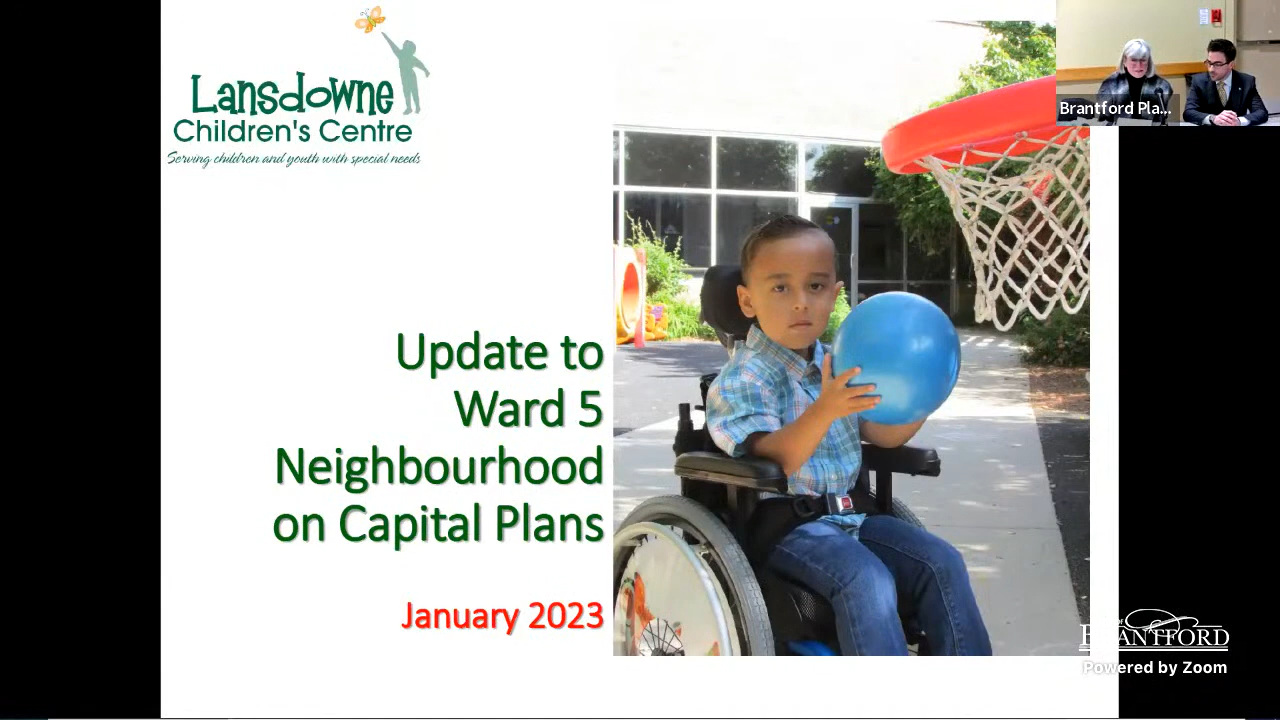 Lansdowne
Children's Centre
Serving children and youth with special needs
Brantford Pla...
Update to
Ward 5
Neighbourhood
on Capital Plans
January 2023
BRANTFORD
Powered by Zoom